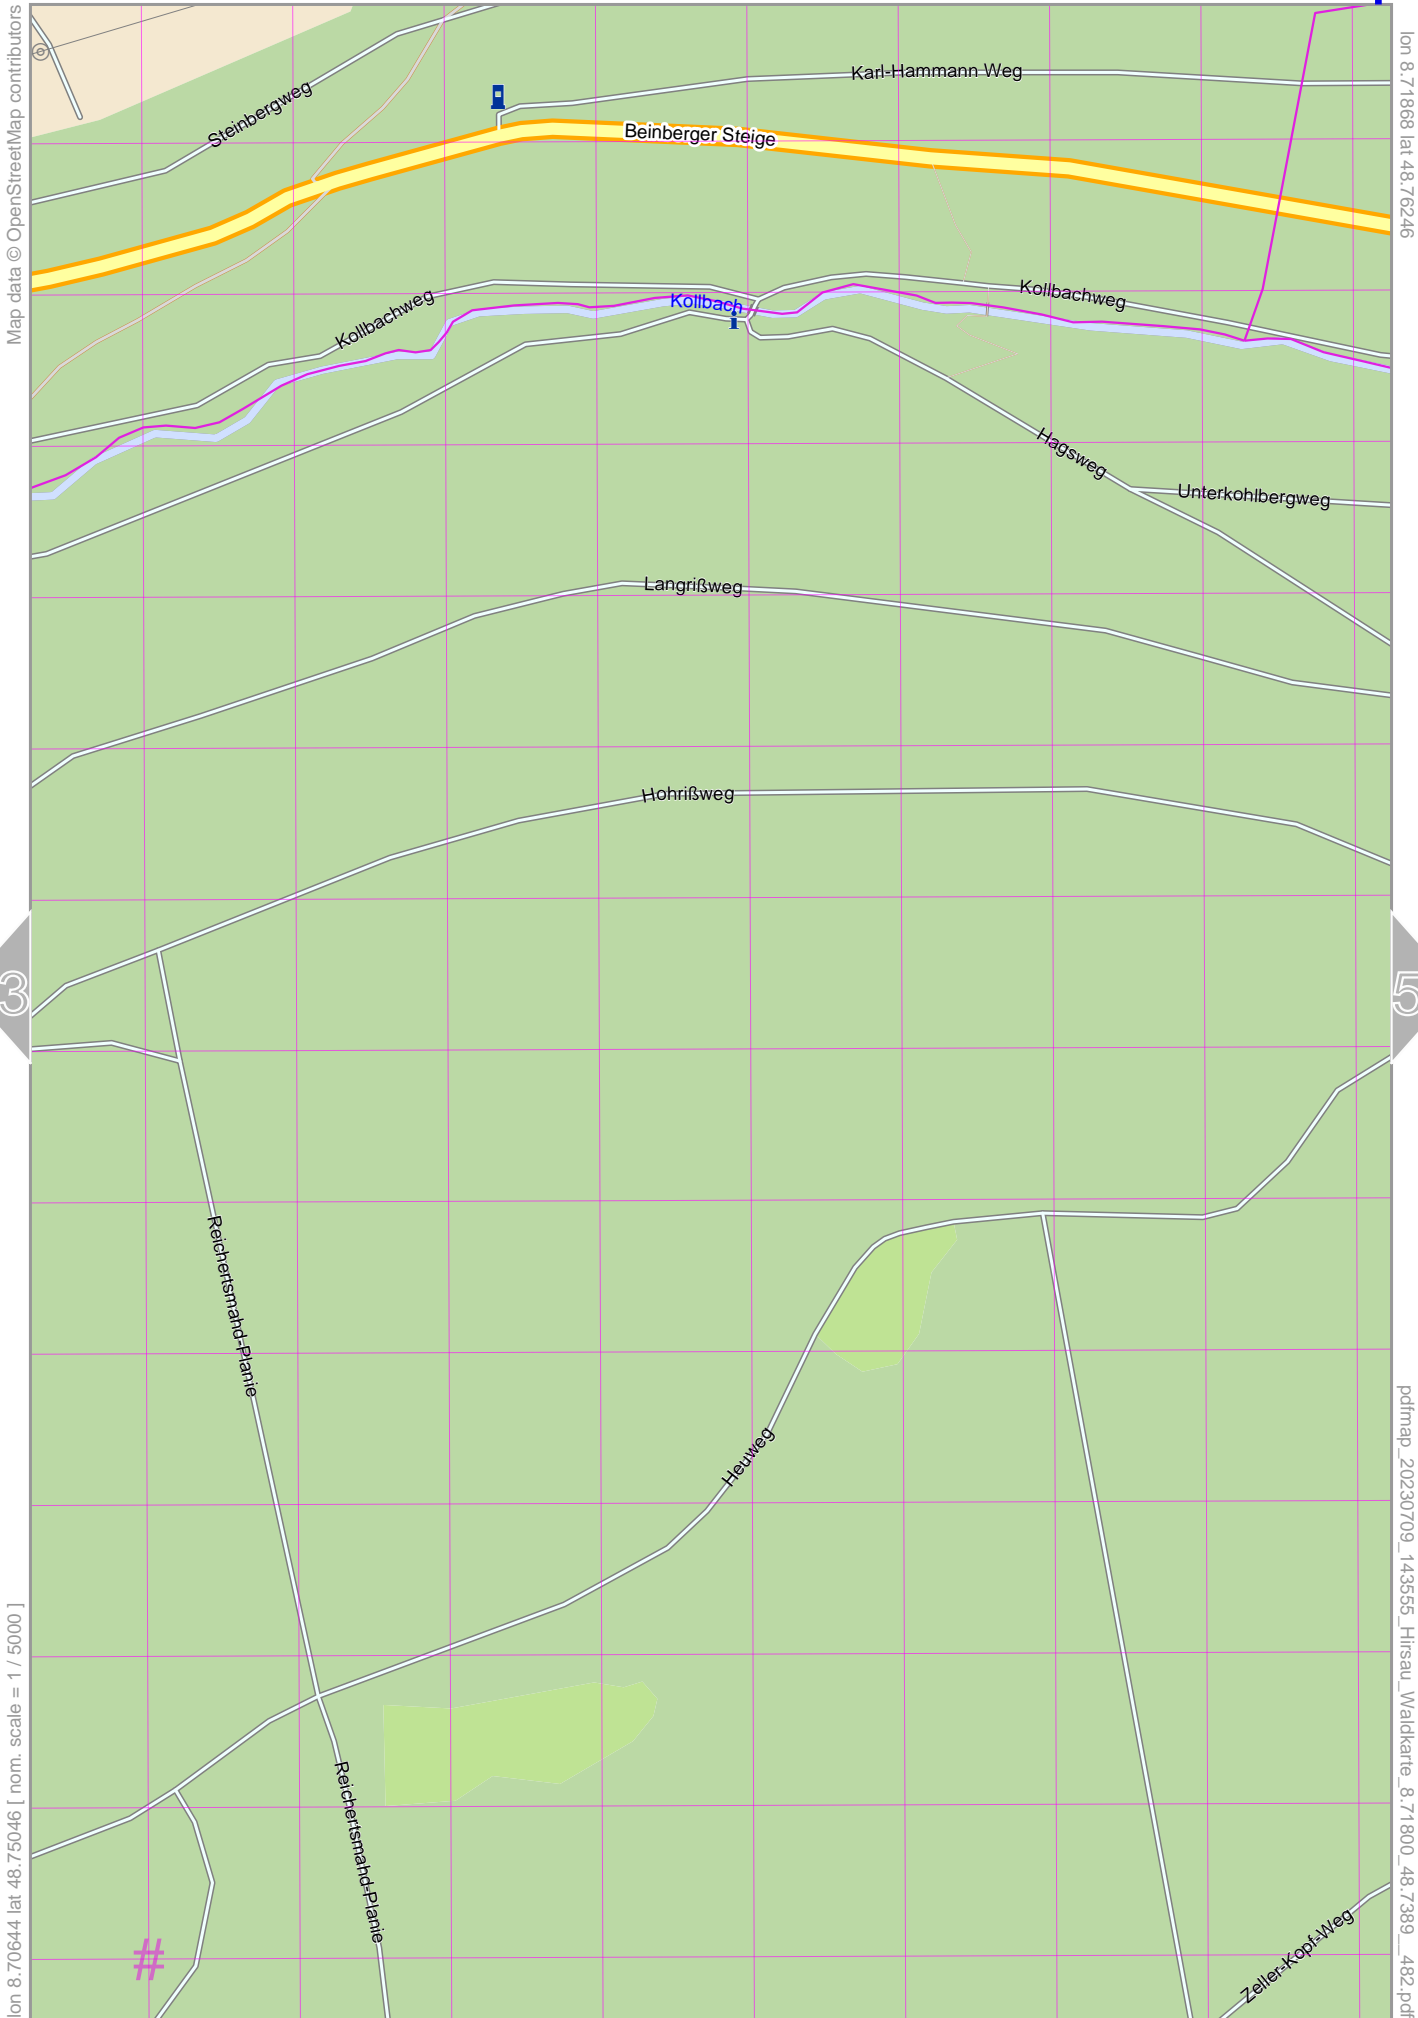 Map data © OpenStreetMap contributors
lon 8.71868 lat 48.76246
Karl-Hammann Weg
Steinbergweg
Beinberger Steige
Kollbachweg
Kollbach
Kollbachweg
Hagsweg
Unterkohlbergweg
Langrißweg
Hohrißweg
3
5
Reichertsmahd-Planie
Heuweg
Reichertsmahd-Planie
Zeller-Kopf-Weg
#
lon 8.70644 lat 48.75046 [ nom. scale = 1 / 5000 ]
pdfmap_20230709_143555_Hirsau_Waldkarte_8.71800_48.7389__482.pdf